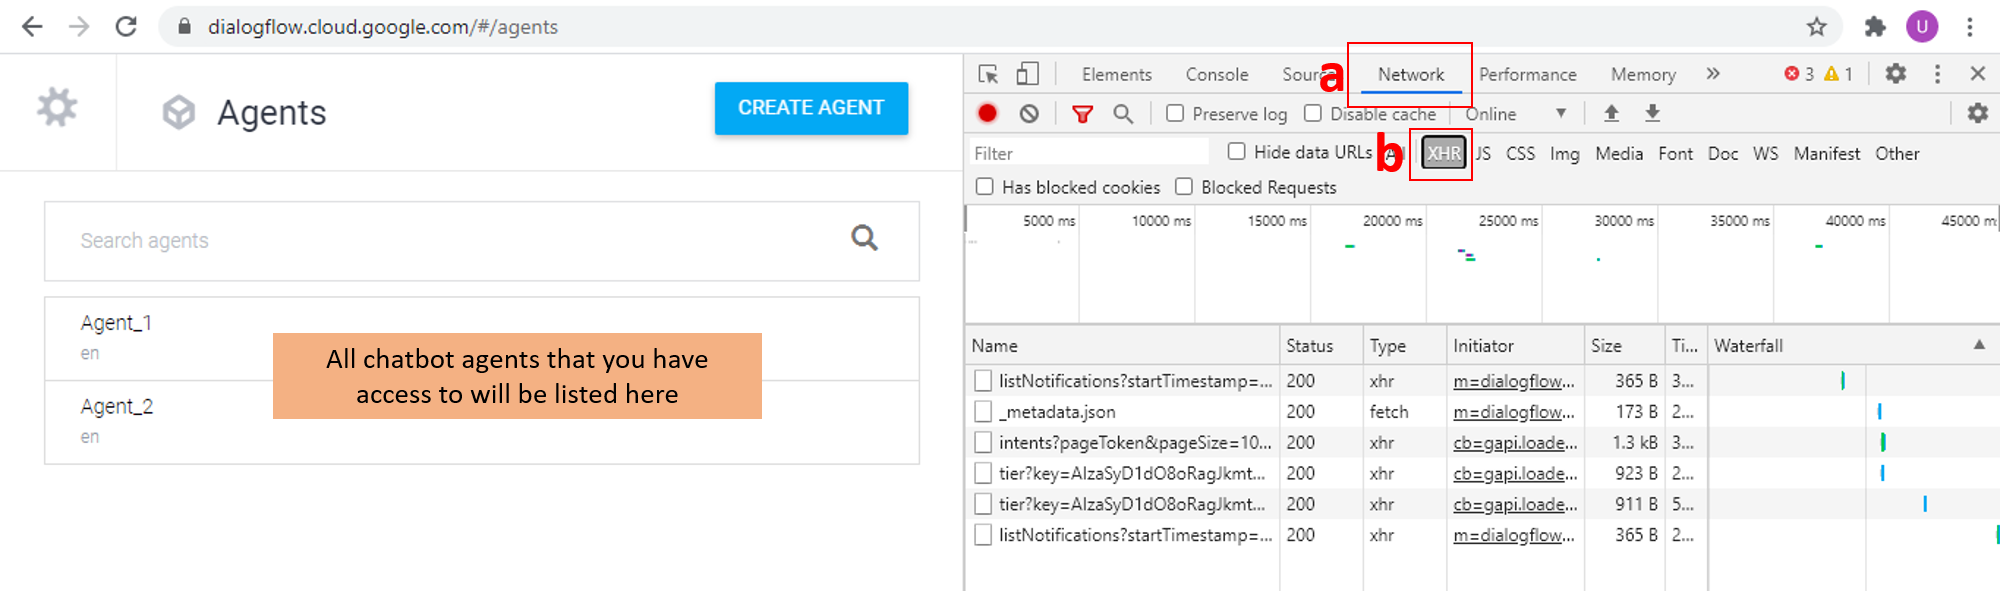 dialogflow.cloud.google.com/#/agents
U
Agents
CREATE AGENT
Search agents
Agent_1
en
Agent_2
en
All chatbot agents that you have
access to will be listed here
a
Elements Console Network Performance Memory » 3 1
Preserve log Disable cache Online
b
Filter Hide data URLs XHR JS CSS Img Media Font Doc WS Manifest Other
Has blocked cookies Blocked Requests
5000 ms 10000 ms 15000 ms 20000 ms 25000 ms 30000 ms 35000 ms 40000 ms 45000 m
Name Status Type Initiator Size Ti... Waterfall
listNotifications?startTimestamp=... 200 xhr m=dialogflow... 365 B 3...
_metadata.json 200 fetch m=dialogflow... 173 B 2...
intents?pageToken&pageSize=10... 200 xhr cb=gapi.loade... 1.3 kB 3...
tier?key=AIzaSyD1dO8oRagJkmt... 200 xhr cb=gapi.loade... 923 B 2...
tier?key=AIzaSyD1dO8oRagJkmt... 200 xhr cb=gapi.loade... 911 B 5...
listNotifications?startTimestamp=... 200 xhr m=dialogflow... 365 B 2...